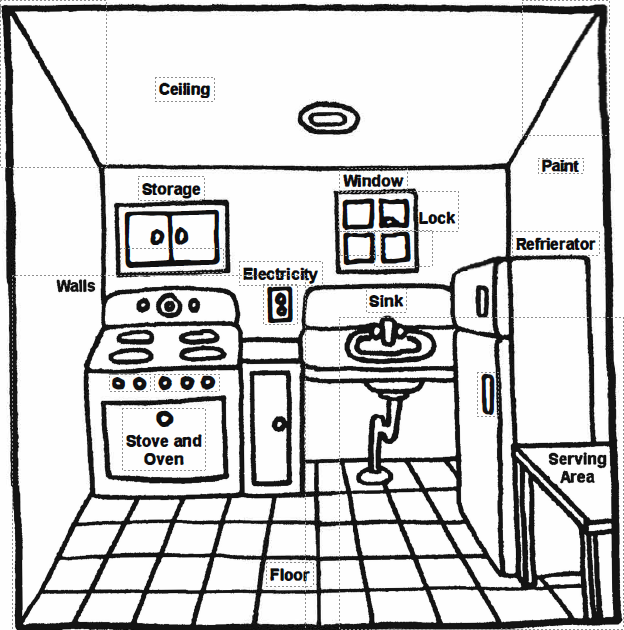 Ceiling
Paint
Window
Storage
Lock
Refrierator
Electricity
Walls
Sink
Stove and
Oven
Serving
Area
Floor